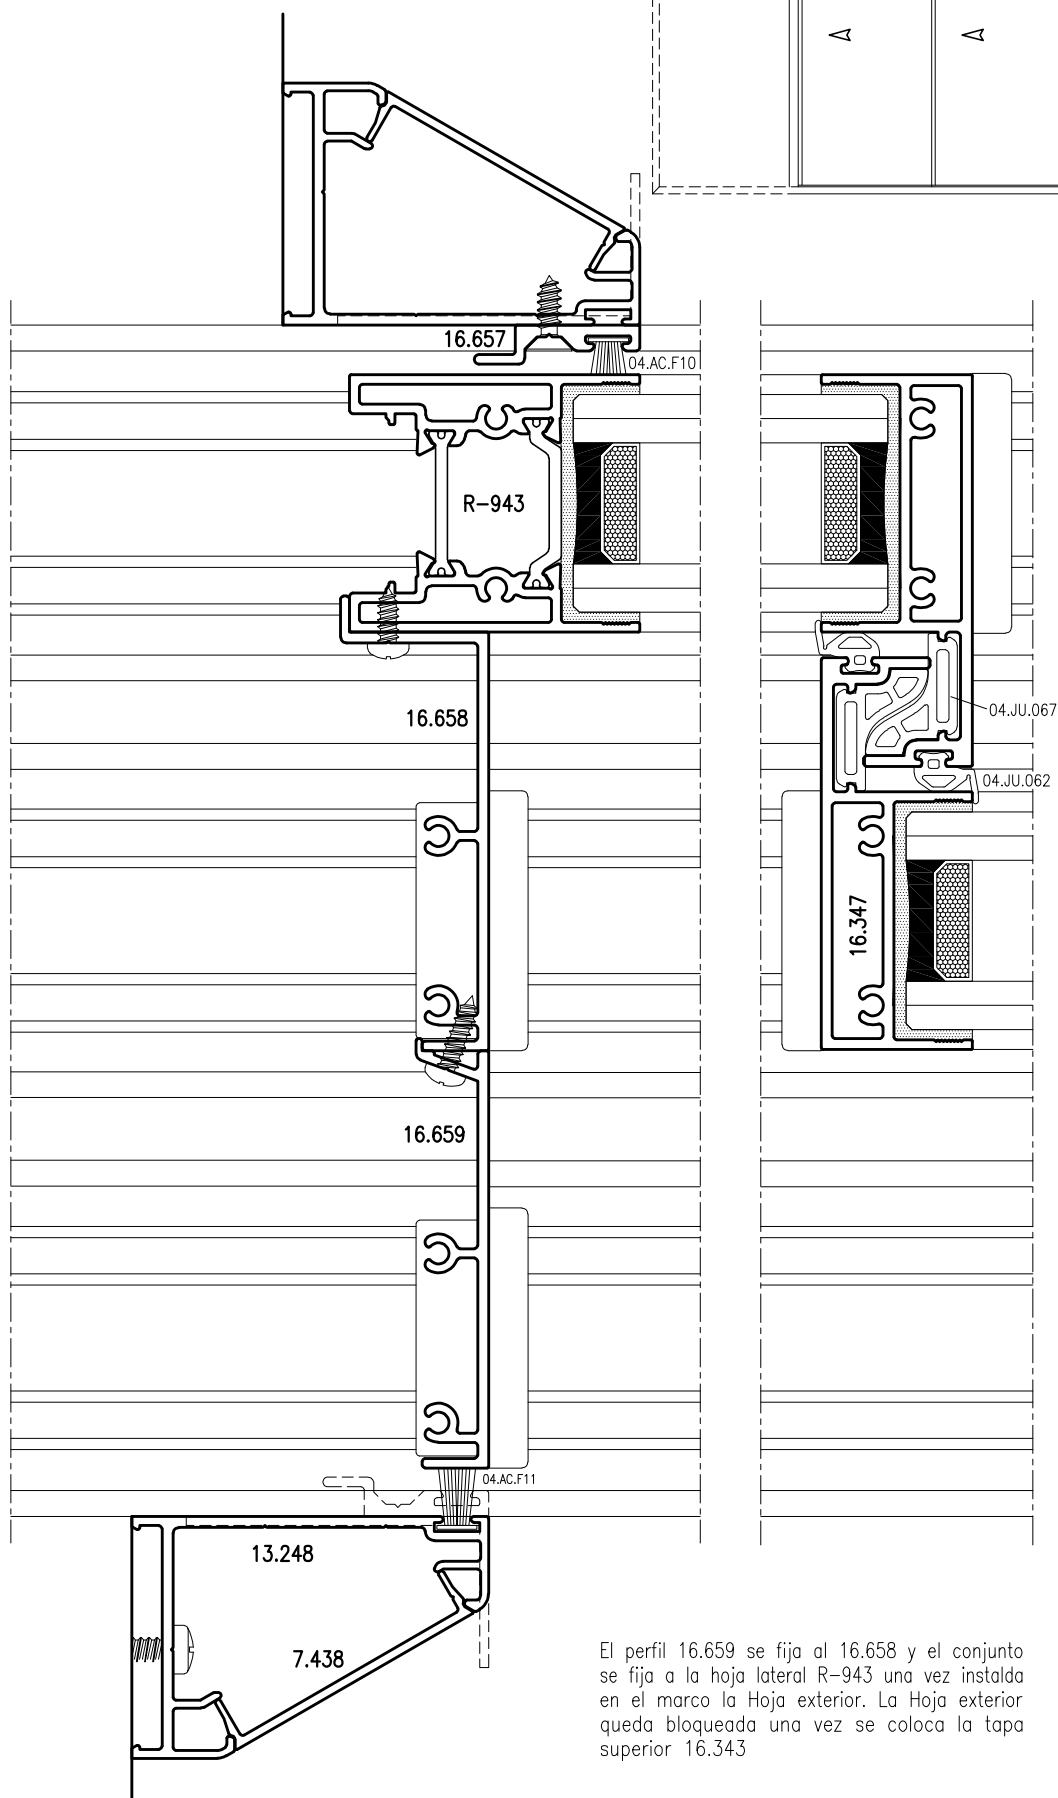 16.657
04.AC.F10
R-943
16.658
04.JU.067
04.JU.062
16.347
16.659
04.AC.F11
13.248
7.438
El perfil 16.659 se fija al 16.658 y el conjunto
se fija a la hoja lateral R-943 una vez instalda
en el marco la Hoja exterior. La Hoja exterior
queda bloqueada una vez se coloca la tapa
superior 16.343